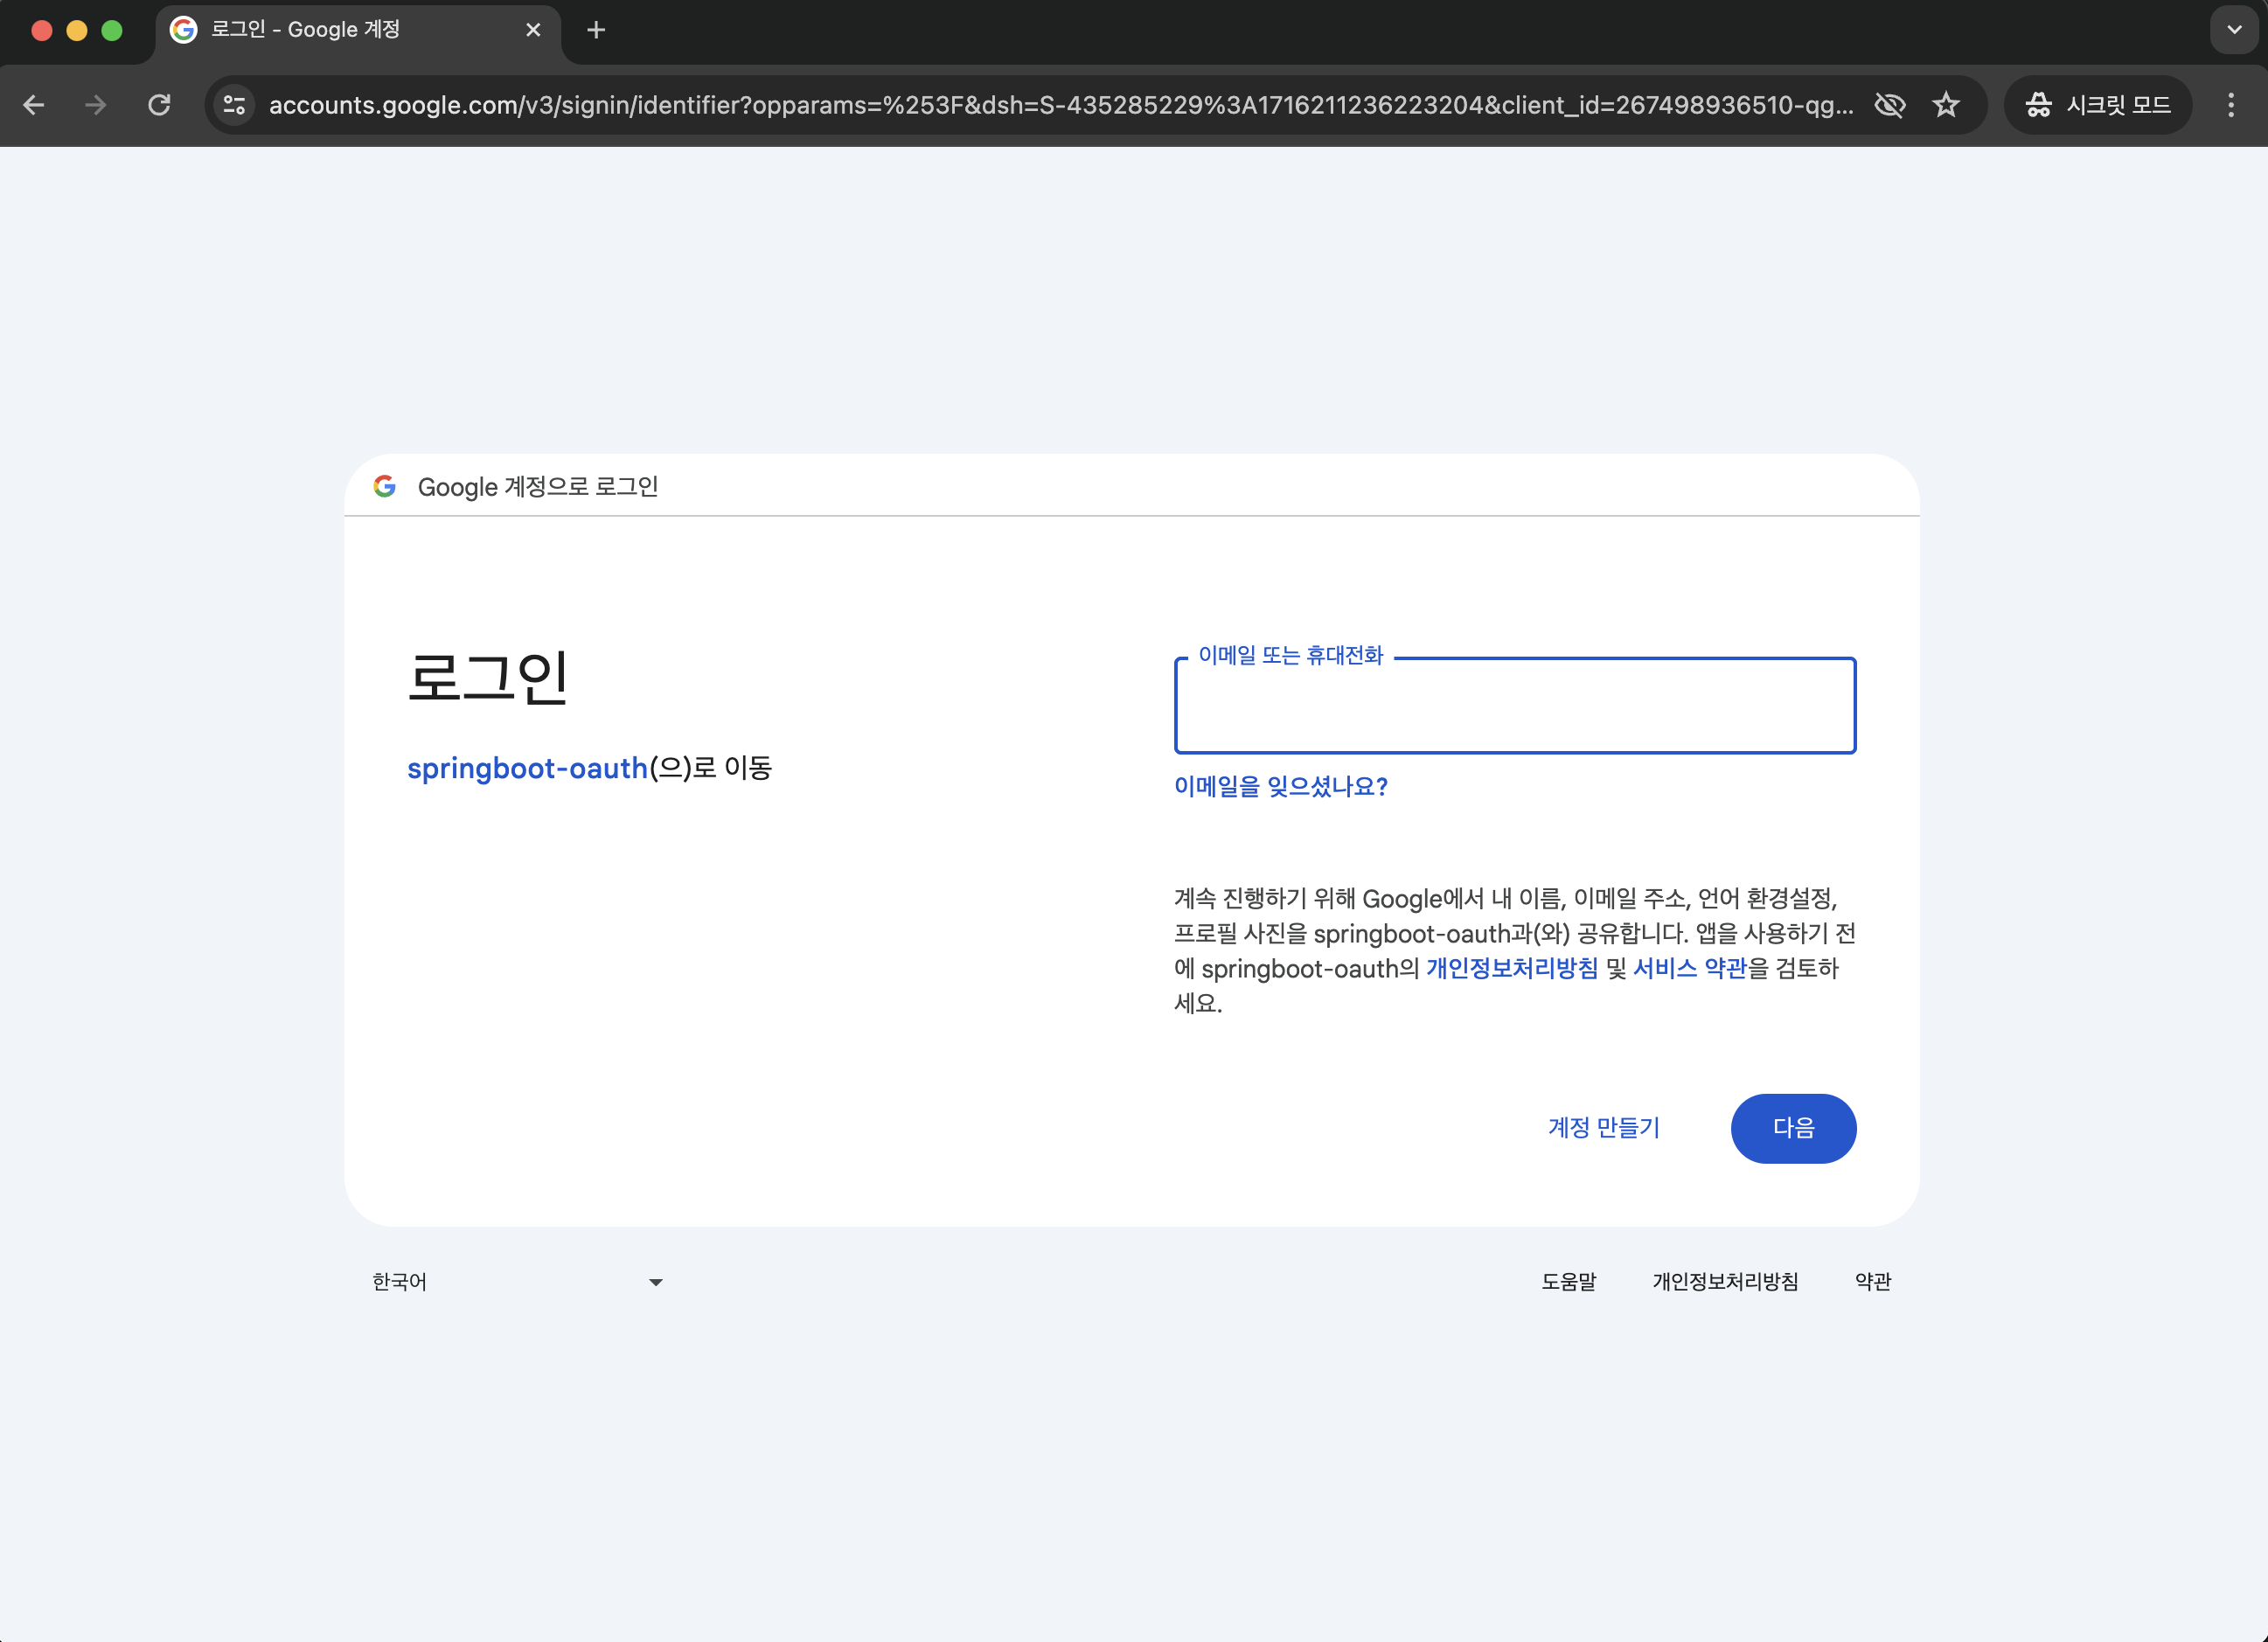 로그인 - Google 계정
accounts.google.com/v3/signin/identifier?opparams=%253F&dsh=S-435285229%3A1716211236223204&client_id=267498936510-qg...
시크릿 모드
Google 계정으로 로그인
로그인
springboot-oauth(으)로 이동
이메일 또는 휴대전화
이메일을 잊으셨나요?
계속 진행하기 위해 Google에서 내 이름, 이메일 주소, 언어 환경설정,
프로필 사진을 springboot-oauth과(와) 공유합니다. 앱을 사용하기 전
에 springboot-oauth의 개인정보처리방침 및 서비스 약관을 검토하
세요.
계정 만들기
다음
한국어
도움말
개인정보처리방침
약관